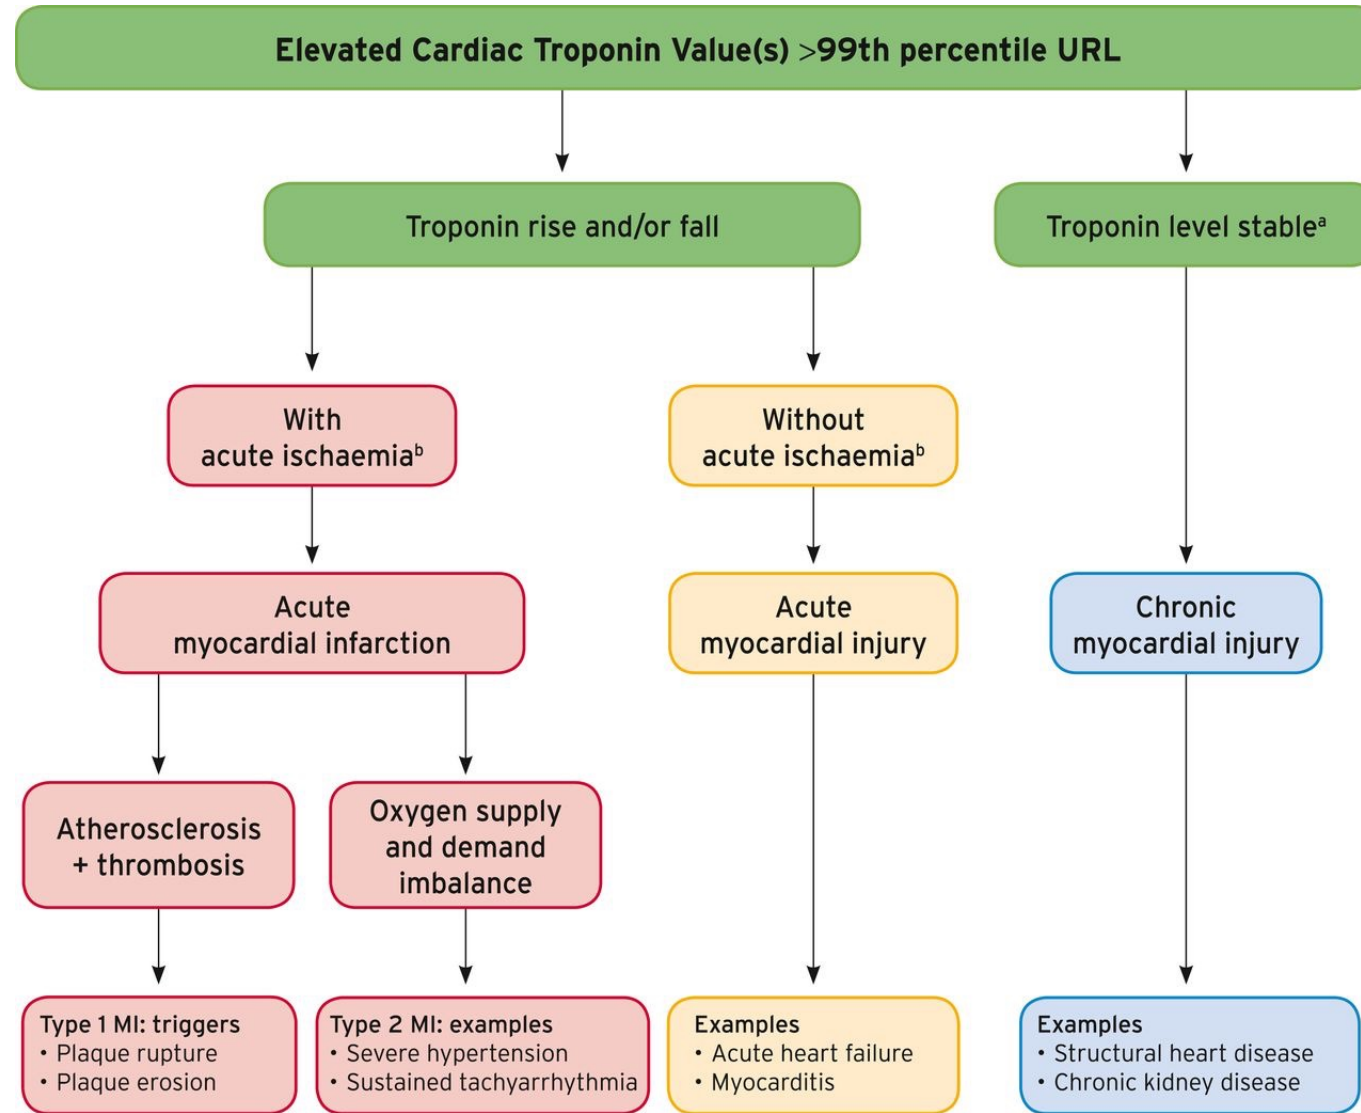 Elevated Cardiac Troponin Value(s) >99th percentile URL
Troponin rise and/or fall
Troponin level stableᵃ
With
acute ischaemiaᵇ
Without
acute ischaemiaᵇ
Acute
myocardial infarction
Acute
myocardial injury
Chronic
myocardial injury
Atherosclerosis
+ thrombosis
Oxygen supply
and demand
imbalance
Type 1 MI: triggers
• Plaque rupture
• Plaque erosion
Type 2 MI: examples
• Severe hypertension
• Sustained tachyarrhythmia
Examples
• Acute heart failure
• Myocarditis
Examples
• Structural heart disease
• Chronic kidney disease